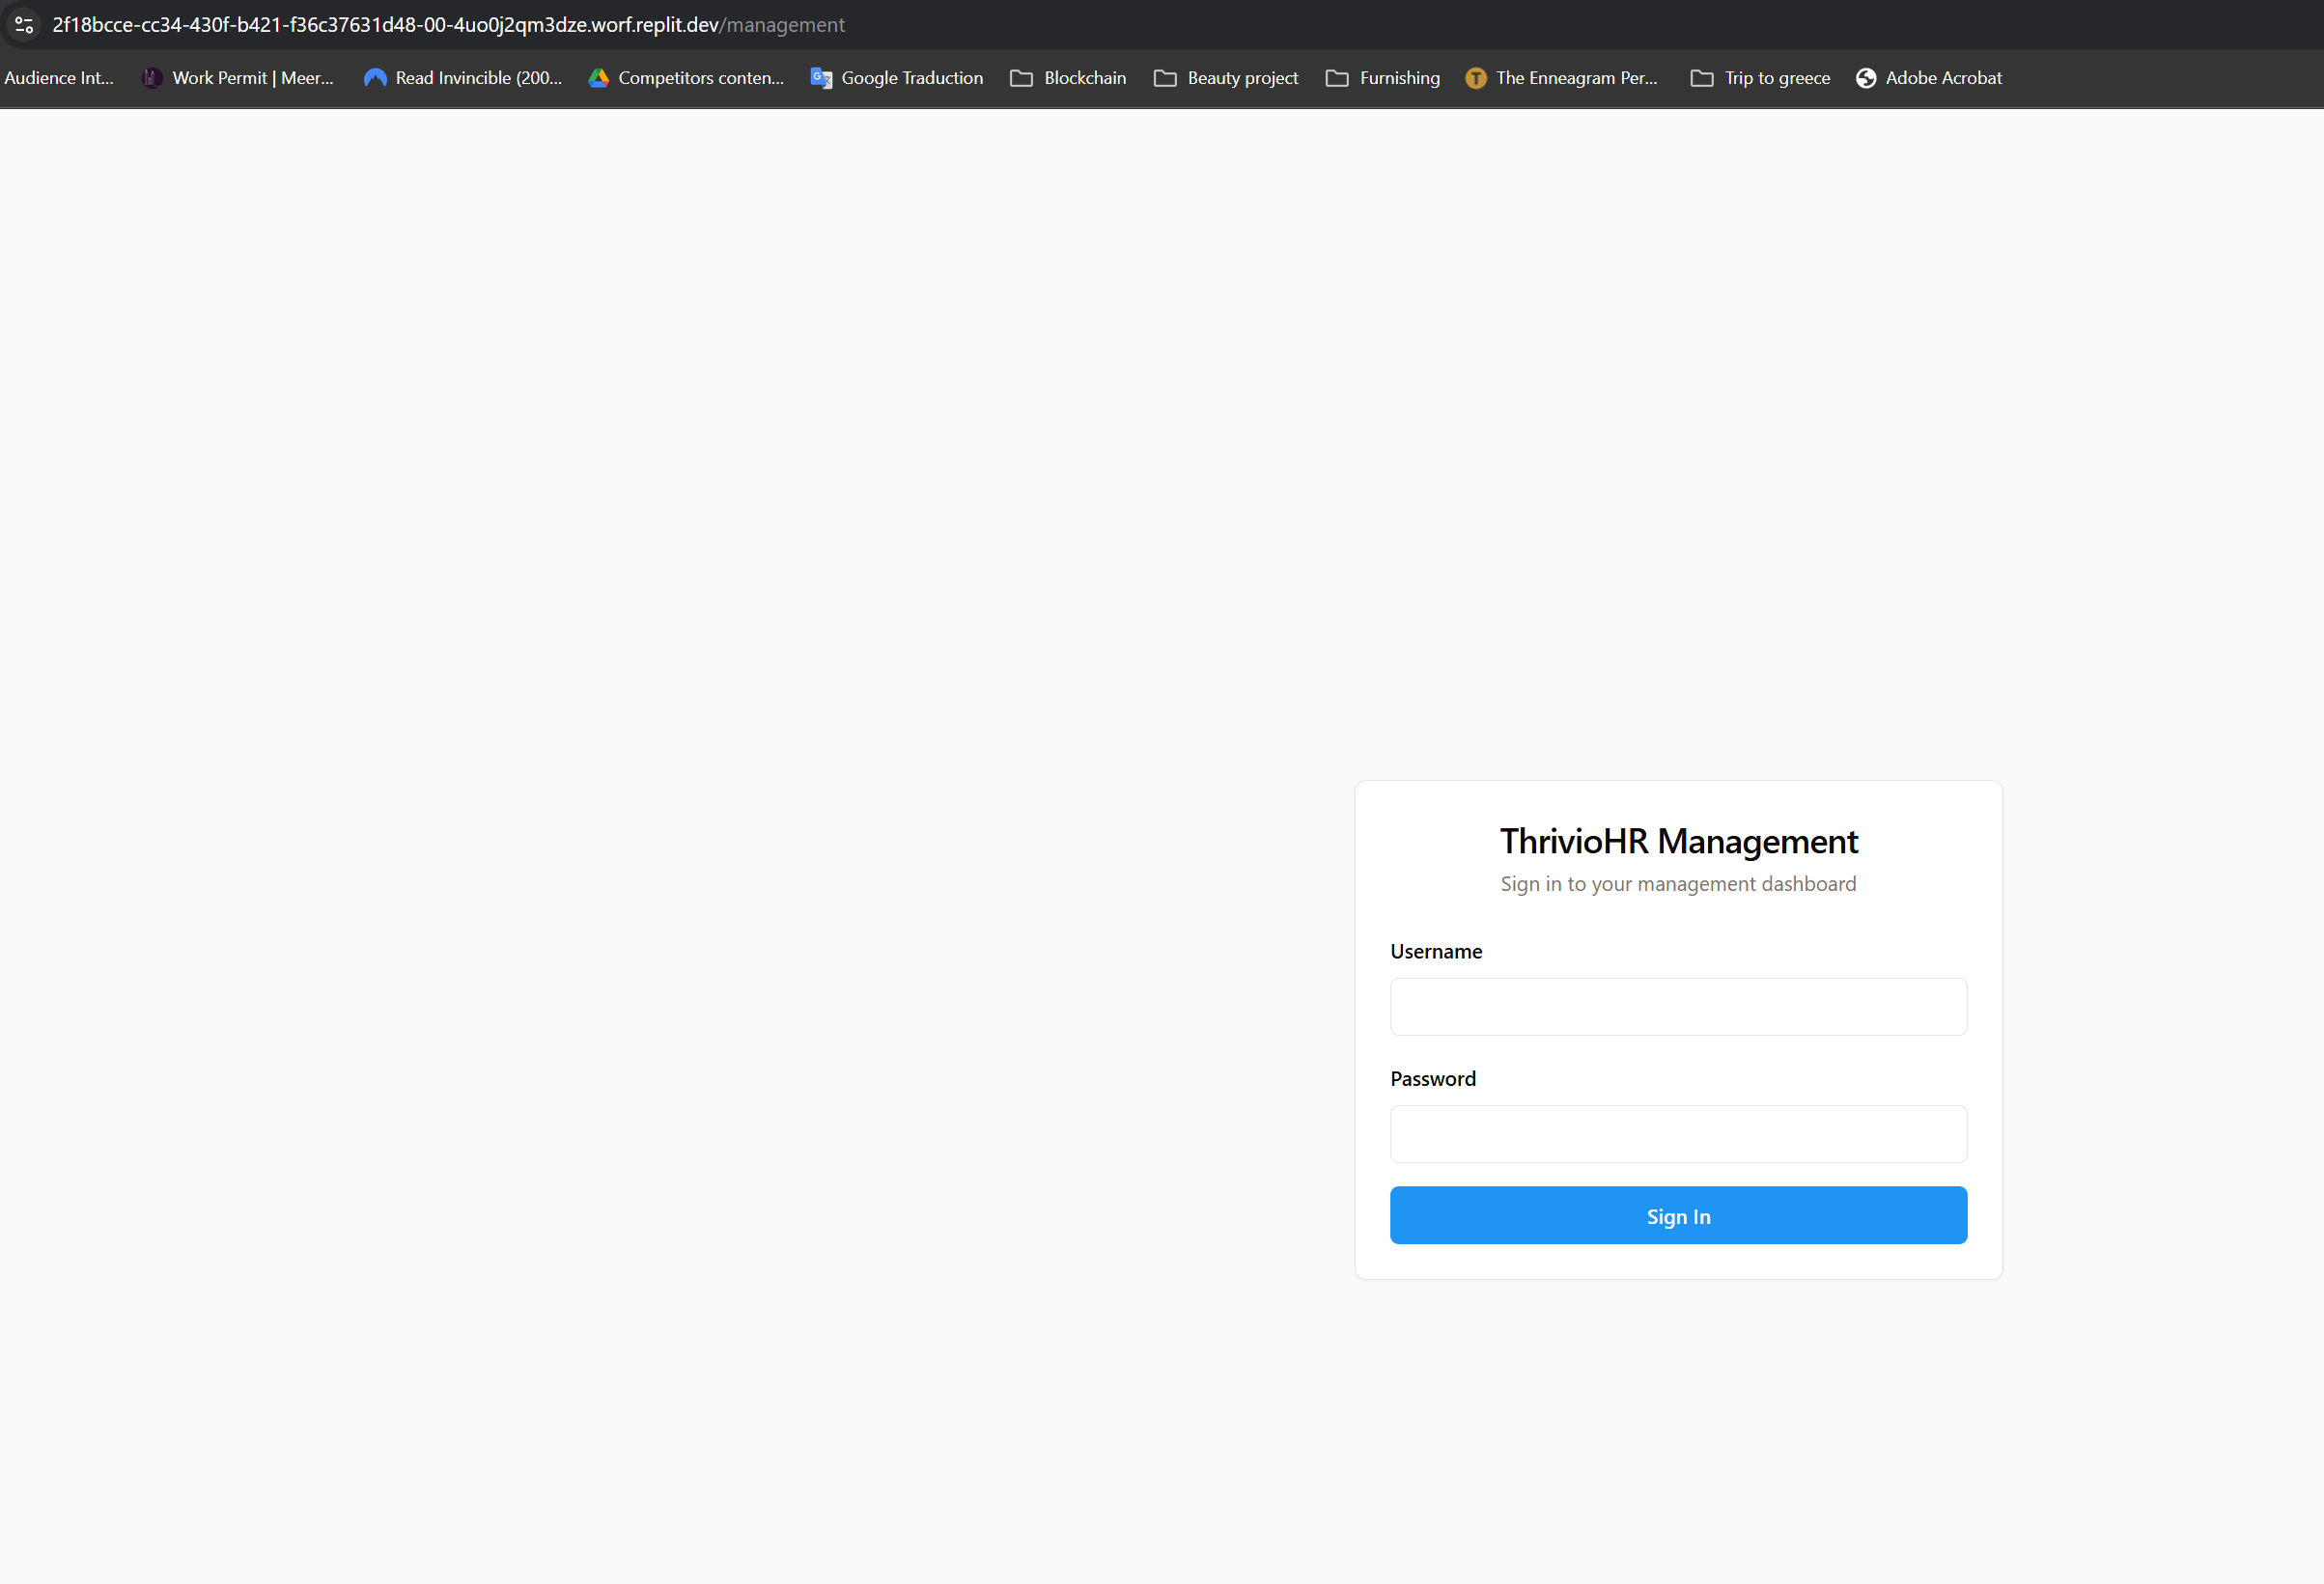 2f18bcce-cc34-430f-b421-f36c37631d48-00-4uo0j2qm3dze.worf.replit.dev/management
Audience Int... Work Permit | Meer... Read Invincible (200... Competitors conten... Google Traduction Blockchain Beauty project Furnishing The Enneagram Per... Trip to greece Adobe Acrobat
ThrivioHR Management
Sign in to your management dashboard
Username
Password
Sign In